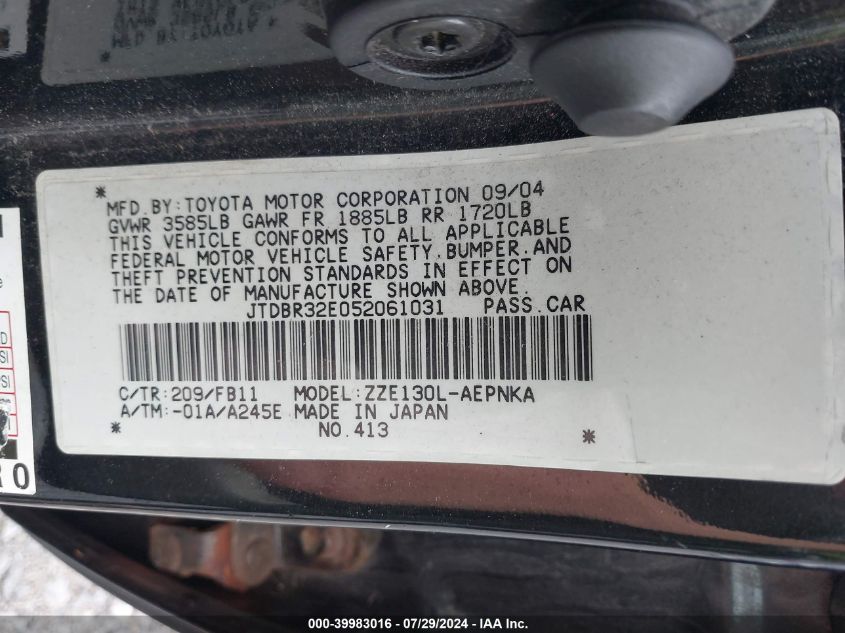 * MFD.BY:TOYOTA MOTOR CORPORATION 09/04
GVWR 3585LB GAWR FR 1885LB RR 1720LB
THIS VEHICLE CONFORMS TO ALL APPLICABLE
FEDERAL MOTOR VEHICLE SAFETY,BUMPER,AND
THEFT PREVENTION STANDARDS IN EFFECT ON
THE DATE OF MANUFACTURE SHOWN ABOVE.
JTDBR32E052061031 PASS.CAR
C/TR:209/FB11 MODEL:ZZE130L-AEPNKA
A/TM:-01A/A245E MADE IN JAPAN
* NO.413 *
PSI
R 0
000-39983016 - 07/29/2024 - IAAI, Inc.